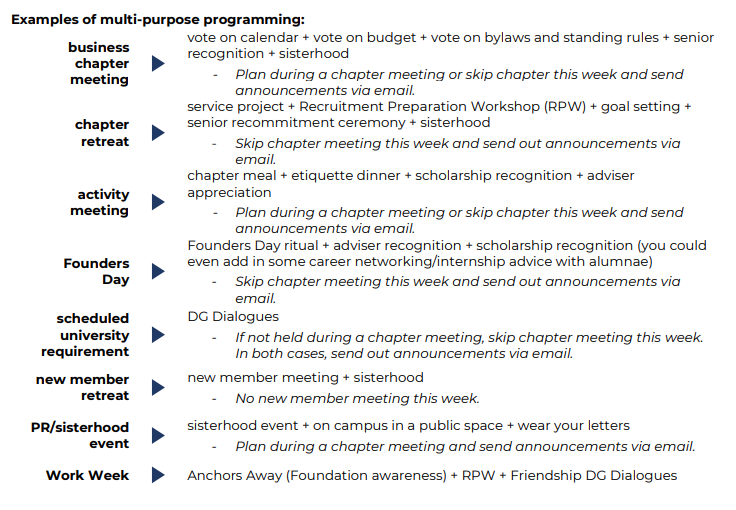 Examples of multi-purpose programming:
business
chapter
meeting
vote on calendar + vote on budget + vote on bylaws and standing rules + senior
recognition + sisterhood
- Plan during a chapter meeting or skip chapter this week and send
announcements via email.
chapter
retreat
service project + Recruitment Preparation Workshop (RPW) + goal setting +
senior recommitment ceremony + sisterhood
- Skip chapter meeting this week and send out announcements via
email.
activity
meeting
chapter meal + etiquette dinner + scholarship recognition + adviser
appreciation
- Plan during a chapter meeting or skip chapter this week and send
announcements via email.
Founders
Day
Founders Day ritual + adviser recognition + scholarship recognition (you could
even add in some career networking/internship advice with alumnae)
- Skip chapter meeting this week and send out announcements via
email.
scheduled
university
requirement
DG Dialogues
- If not held during a chapter meeting, skip chapter meeting this week.
In both cases, send out announcements via email.
new member
retreat
new member meeting + sisterhood
- No new member meeting this week.
PR/sisterhood
event
sisterhood event + on campus in a public space + wear your letters
- Plan during a chapter meeting and send announcements via email.
Work Week
Anchors Away (Foundation awareness) + RPW + Friendship DG Dialogues